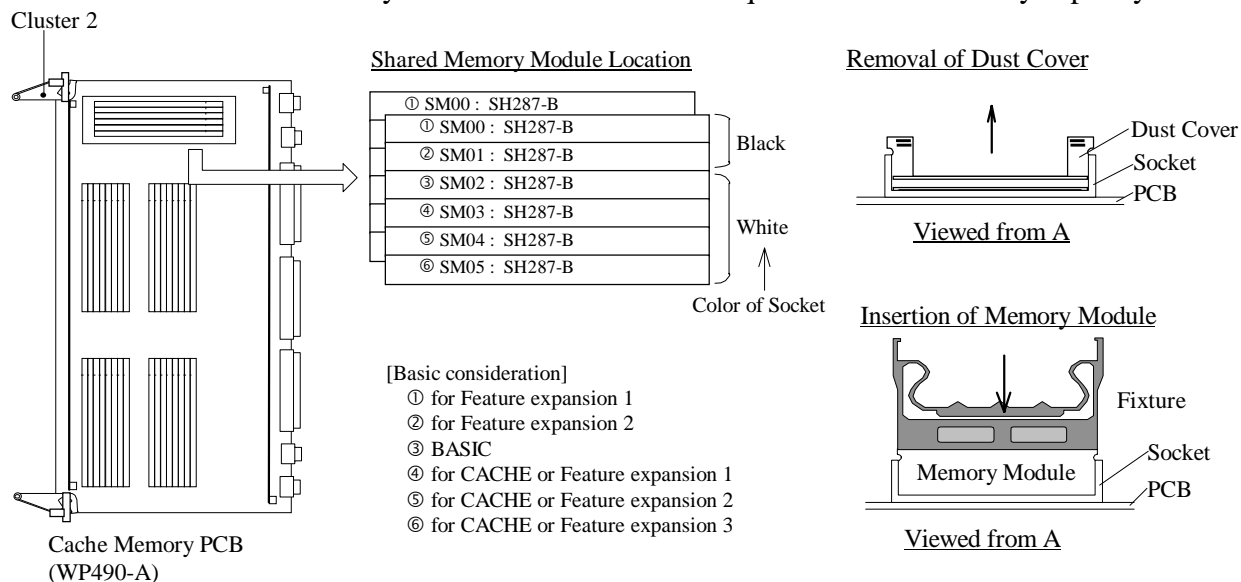 Cluster 2
Shared Memory Module Location
① SM00 : SH287-B
① SM00 : SH287-B
② SM01 : SH287-B
③ SM02 : SH287-B
④ SM03 : SH287-B
⑤ SM04 : SH287-B
⑥ SM05 : SH287-B
Black
White
Color of Socket
[Basic consideration]
① for Feature expansion 1
② for Feature expansion 2
③ BASIC
④ for CACHE or Feature expansion 1
⑤ for CACHE or Feature expansion 2
⑥ for CACHE or Feature expansion 3
Cache Memory PCB
(WP490-A)
Removal of Dust Cover
Dust Cover
Socket
PCB
Viewed from A
Insertion of Memory Module
Fixture
Memory Module
Socket
PCB
Viewed from A